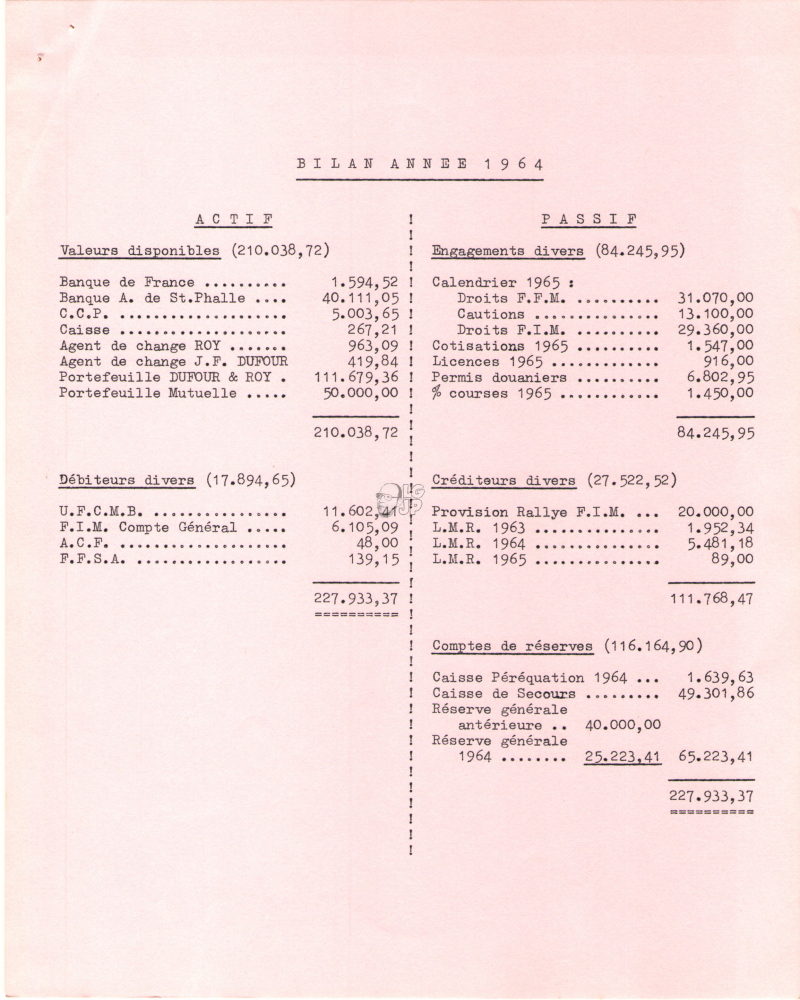 BILAN ANNEE 1964
ACTIF
Valeurs disponibles (210.038,72)
Banque de France .......... 1.594,52
Banque A. de St.Phalle .... 40.111,05
C.C.P. .................... 5.003,65
Caisse .................... 267,21
Agent de change ROY ....... 963,09
Agent de change J.F. DUFOUR 419,84
Portefeuille DUFOUR & ROY . 111.679,36
Portefeuille Mutuelle ..... 50.000,00
210.038,72
Débiteurs divers (17.894,65)
U.F.C.M.B. ................ 11.602,41
F.I.M. Compte Général ..... 6.105,09
A.C.F. .................... 48,00
F.F.S.A. .................. 139,15
227.933,37
==========
PASSIF
Engagements divers (84.245,95)
Calendrier 1965 :
Droits F.F.M. .......... 31.070,00
Cautions ............... 13.100,00
Droits F.I.M. .......... 29.360,00
Cotisations 1965 .......... 1.547,00
Licences 1965 ............. 916,00
Permis douaniers .......... 6.802,95
% courses 1965 ............ 1.450,00
84.245,95
Créditeurs divers (27.522,52)
Provision Rallye F.I.M. ... 20.000,00
L.M.R. 1963 ............... 1.952,34
L.M.R. 1964 ............... 5.481,18
L.M.R. 1965 ............... 89,00
111.768,47
Comptes de réserves (116.164,90)
Caisse Péréquation 1964 ... 1.639,63
Caisse de Secours ......... 49.301,86
Réserve générale
antérieure .. 40.000,00
Réserve générale
1964 ........ 25.223,41 65.223,41
227.933,37
==========
LG
JP